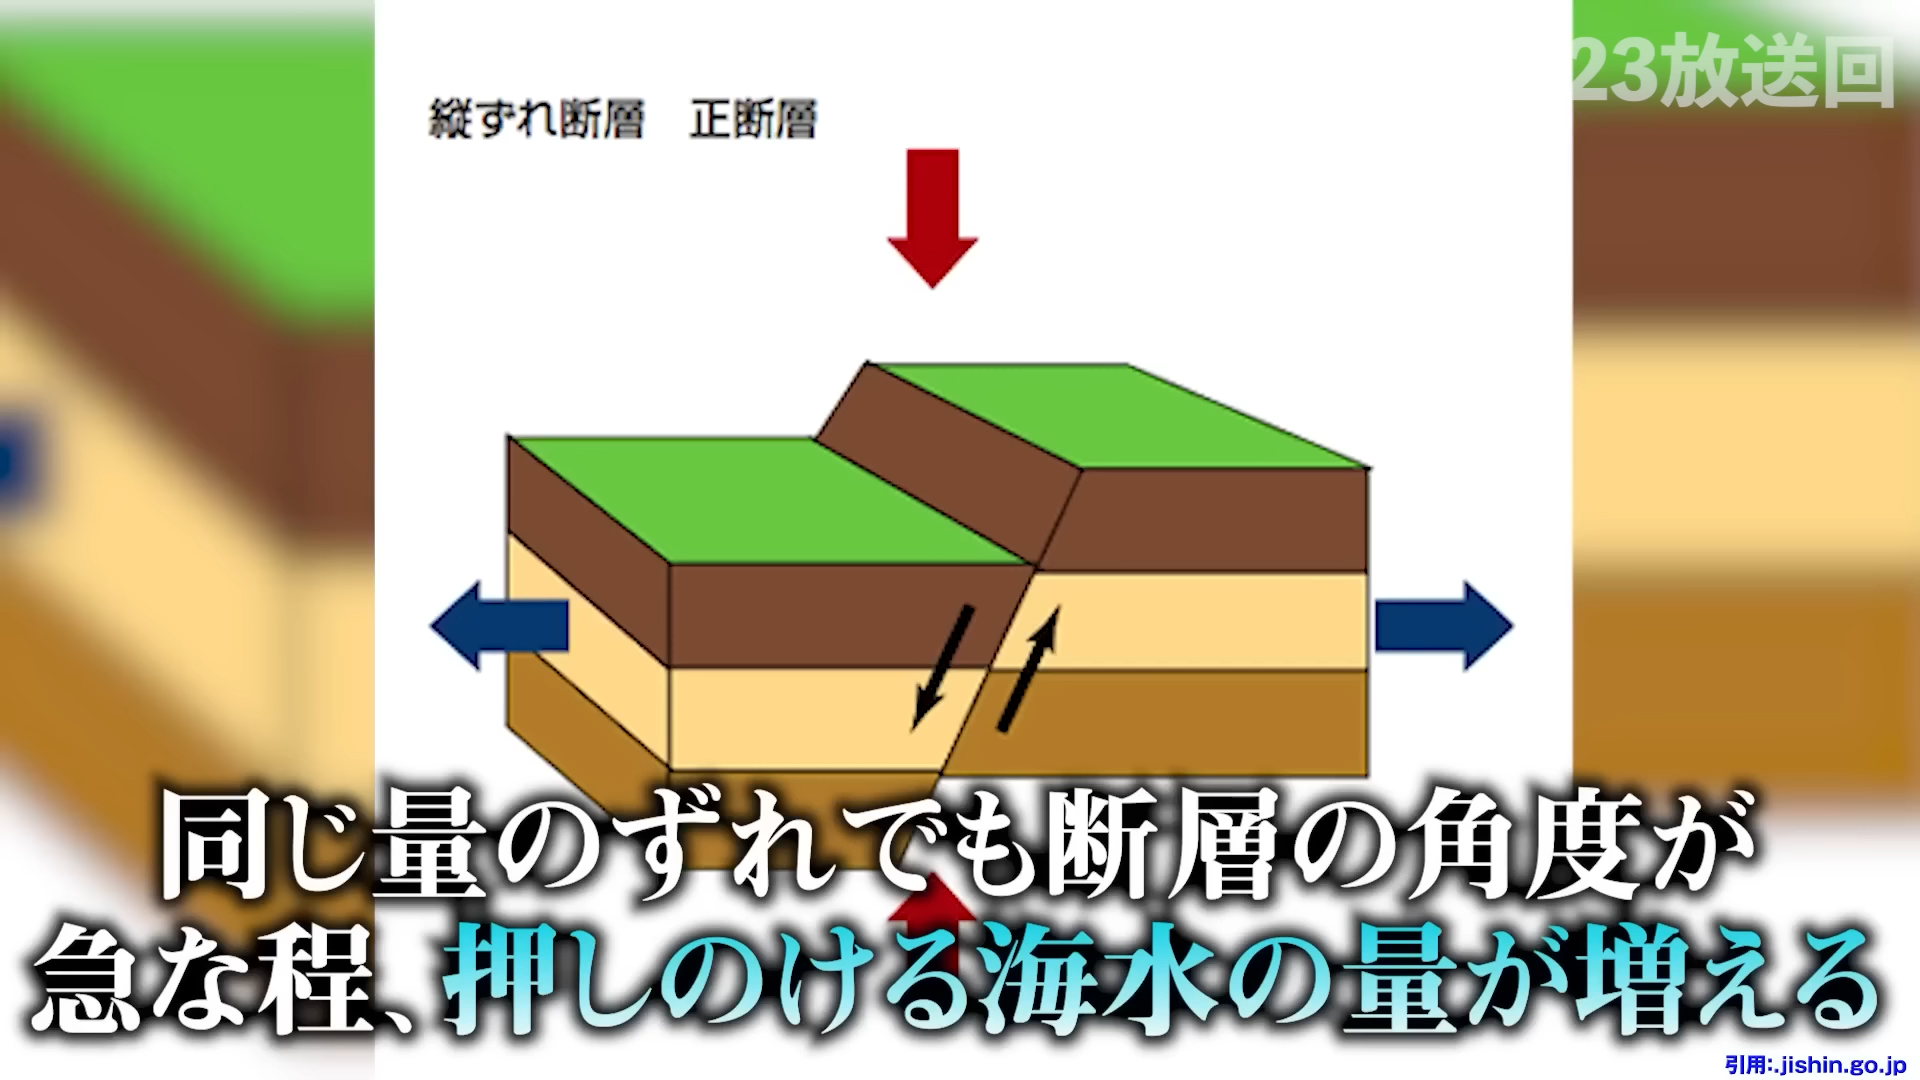 23放送回
縦ずれ断層　正断層
同じ量のずれでも断層の角度が
急な程、押しのける海水の量が増える
引用:.jishin.go.jp